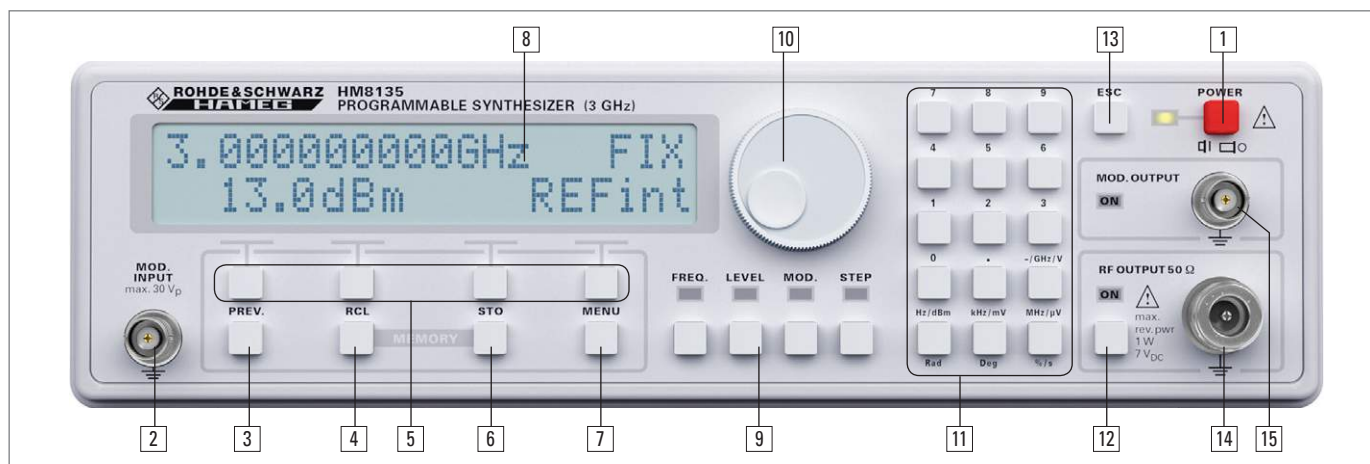 8
10
13
1
ROHDE&SCHWARZ HM8135
HAMEG PROGRAMMABLE SYNTHESIZER (3 GHz)
3.000000000GHz FIX
13.0dBm REFint
7 8 9
4 5 6
1 2 3
0 . -/GHz/V
Hz/dBm kHz/mV MHz/µV
Rad Deg %/s
ESC
POWER
MOD. OUTPUT
ON
MOD. INPUT
max. 30 Vp
PREV. RCL STO MENU
MEMORY
FREQ. LEVEL MOD. STEP
RF OUTPUT 50 Ω
ON
max.
rev. pwr
1 W
7 VDC
2
3
4
5
6
7
9
11
12
14
15